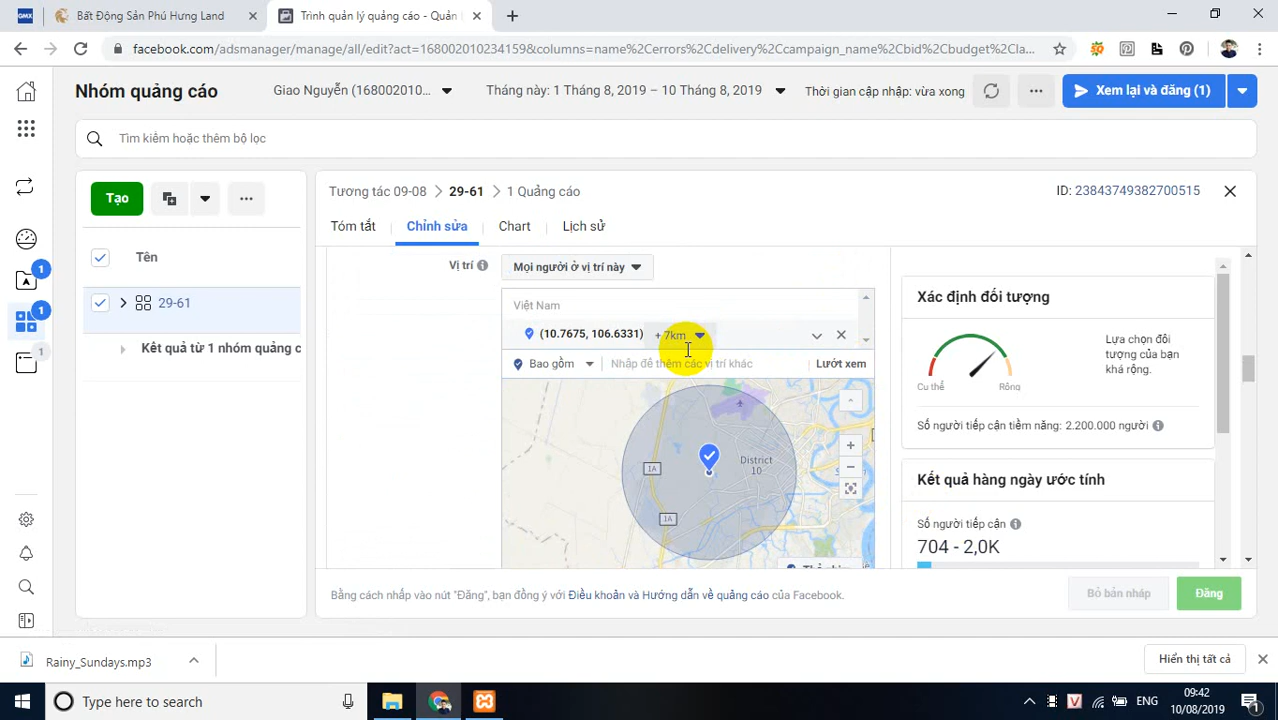 GMX
Bất Động Sản Phú Hưng Land
Trình quản lý quảng cáo - Quản
facebook.com/adsmanager/manage/all/edit?act=168002010234159&columns=name%2Cerrors%2Cdelivery%2Ccampaign_name%2Cbid%2Cbudget%2Cla...
Nhóm quảng cáo
Giao Nguyễn (168002010...
Tháng này: 1 Tháng 8, 2019 – 10 Tháng 8, 2019
Thời gian cập nhập: vừa xong
Xem lại và đăng (1)
Tìm kiếm hoặc thêm bộ lọc
Tạo
Tương tác 09-08
29-61
1 Quảng cáo
ID: 23843749382700515
Tóm tắt
Chỉnh sửa
Chart
Lịch sử
Tên
29-61
Kết quả từ 1 nhóm quảng c
1
1
1
Vị trí
Mọi người ở vị trí này
Việt Nam
(10.7675, 106.6331)
+ 7km
Bao gồm
Nhập để thêm các vị trí khác
Lướt xem
District
10
1A
1A
Xác định đối tượng
Cụ thể
Rộng
Lựa chọn đối
tượng của bạn
khá rộng.
Số người tiếp cận tiềm năng: 2.200.000 người
Kết quả hàng ngày ước tính
Số người tiếp cận
704 - 2,0K
Bằng cách nhấp vào nút "Đăng", bạn đồng ý với Điều khoản và Hướng dẫn về quảng cáo của Facebook.
Bỏ bản nháp
Đăng
Rainy_Sundays.mp3
Hiển thị tất cả
Type here to search
ENG
09:42
10/08/2019
1